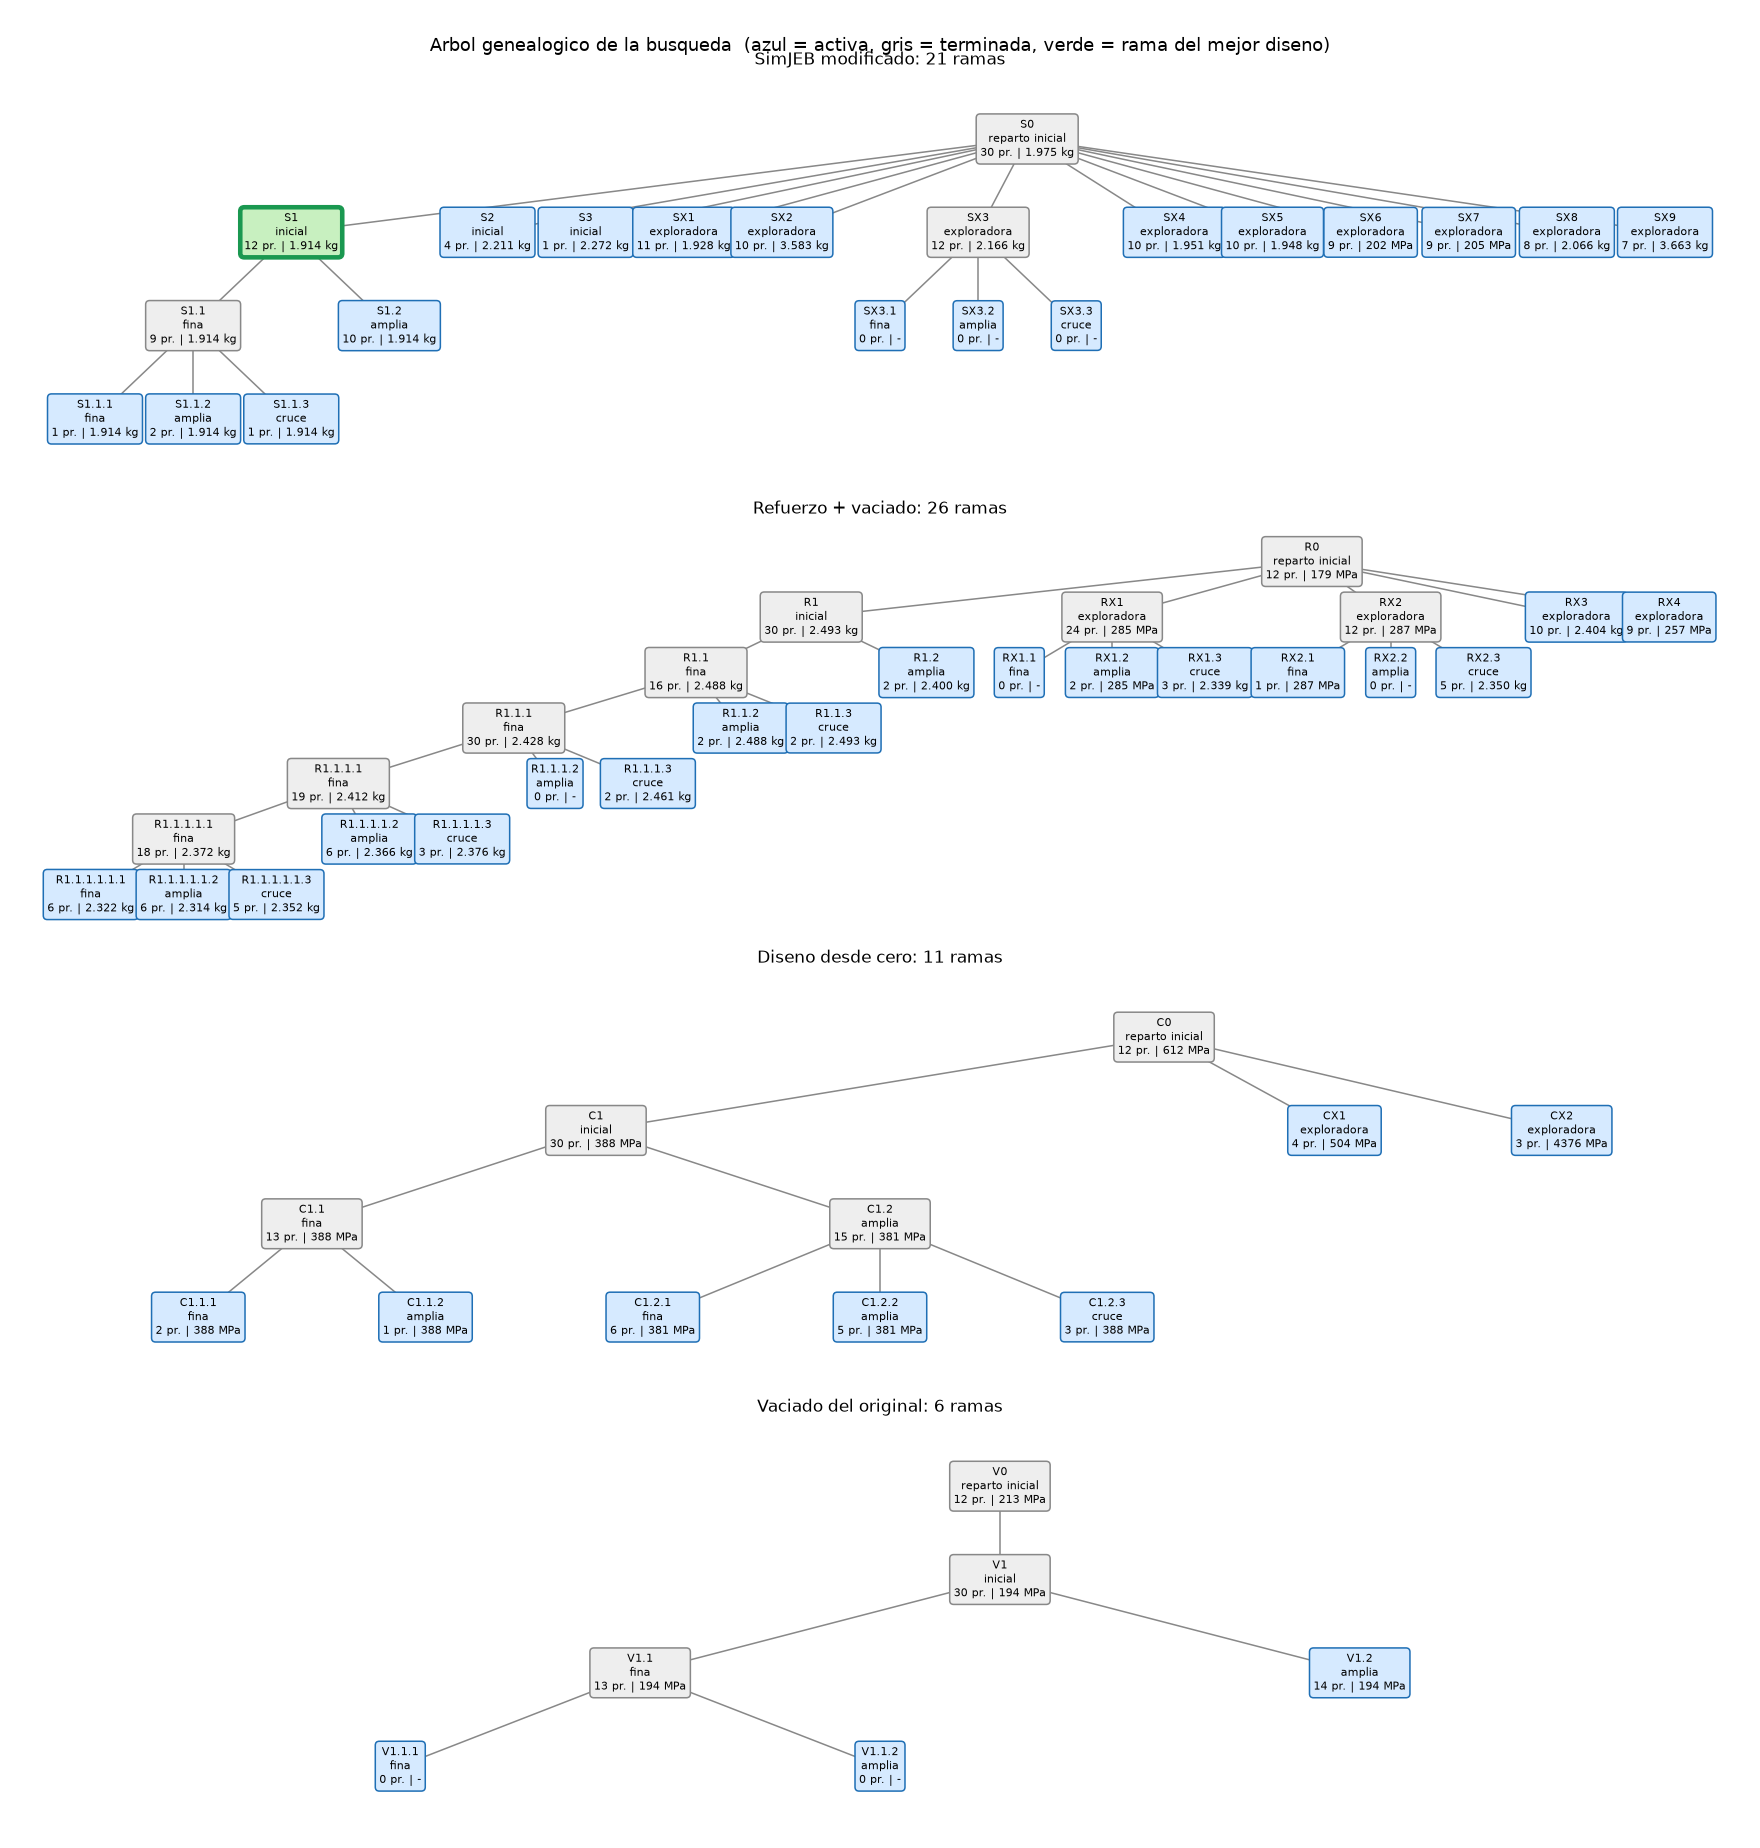 Arbol genealogico de la busqueda  (azul = activa, gris = terminada, verde = rama del mejor diseno)
SimJEB modificado: 21 ramas
S0
reparto inicial
30 pr. | 1.975 kg
S1
inicial
12 pr. | 1.914 kg
S2
inicial
4 pr. | 2.211 kg
S3
inicial
1 pr. | 2.272 kg
SX1
exploradora
11 pr. | 1.928 kg
SX2
exploradora
10 pr. | 3.583 kg
SX3
exploradora
12 pr. | 2.166 kg
SX4
exploradora
10 pr. | 1.951 kg
SX5
exploradora
10 pr. | 1.948 kg
SX6
exploradora
9 pr. | 202 MPa
SX7
exploradora
9 pr. | 205 MPa
SX8
exploradora
8 pr. | 2.066 kg
SX9
exploradora
7 pr. | 3.663 kg
S1.1
fina
9 pr. | 1.914 kg
S1.2
amplia
10 pr. | 1.914 kg
SX3.1
fina
0 pr. | -
SX3.2
amplia
0 pr. | -
SX3.3
cruce
0 pr. | -
S1.1.1
fina
1 pr. | 1.914 kg
S1.1.2
amplia
2 pr. | 1.914 kg
S1.1.3
cruce
1 pr. | 1.914 kg
Refuerzo + vaciado: 26 ramas
R0
reparto inicial
12 pr. | 179 MPa
R1
inicial
30 pr. | 2.493 kg
RX1
exploradora
24 pr. | 285 MPa
RX2
exploradora
12 pr. | 287 MPa
RX3
exploradora
10 pr. | 2.404 kg
RX4
exploradora
9 pr. | 257 MPa
R1.1
fina
16 pr. | 2.488 kg
R1.2
amplia
2 pr. | 2.400 kg
RX1.1
fina
0 pr. | -
RX1.2
amplia
2 pr. | 285 MPa
RX1.3
cruce
3 pr. | 2.339 kg
RX2.1
fina
1 pr. | 287 MPa
RX2.2
amplia
0 pr. | -
RX2.3
cruce
5 pr. | 2.350 kg
R1.1.1
fina
30 pr. | 2.428 kg
R1.1.2
amplia
2 pr. | 2.488 kg
R1.1.3
cruce
2 pr. | 2.493 kg
R1.1.1.1
fina
19 pr. | 2.412 kg
R1.1.1.2
amplia
0 pr. | -
R1.1.1.3
cruce
2 pr. | 2.461 kg
R1.1.1.1.1
fina
18 pr. | 2.372 kg
R1.1.1.1.2
amplia
6 pr. | 2.366 kg
R1.1.1.1.3
cruce
3 pr. | 2.376 kg
R1.1.1.1.1.1
fina
6 pr. | 2.322 kg
R1.1.1.1.1.2
amplia
6 pr. | 2.314 kg
R1.1.1.1.1.3
cruce
5 pr. | 2.352 kg
Diseno desde cero: 11 ramas
C0
reparto inicial
12 pr. | 612 MPa
C1
inicial
30 pr. | 388 MPa
CX1
exploradora
4 pr. | 504 MPa
CX2
exploradora
3 pr. | 4376 MPa
C1.1
fina
13 pr. | 388 MPa
C1.2
amplia
15 pr. | 381 MPa
C1.1.1
fina
2 pr. | 388 MPa
C1.1.2
amplia
1 pr. | 388 MPa
C1.2.1
fina
6 pr. | 381 MPa
C1.2.2
amplia
5 pr. | 381 MPa
C1.2.3
cruce
3 pr. | 388 MPa
Vaciado del original: 6 ramas
V0
reparto inicial
12 pr. | 213 MPa
V1
inicial
30 pr. | 194 MPa
V1.1
fina
13 pr. | 194 MPa
V1.2
amplia
14 pr. | 194 MPa
V1.1.1
fina
0 pr. | -
V1.1.2
amplia
0 pr. | -